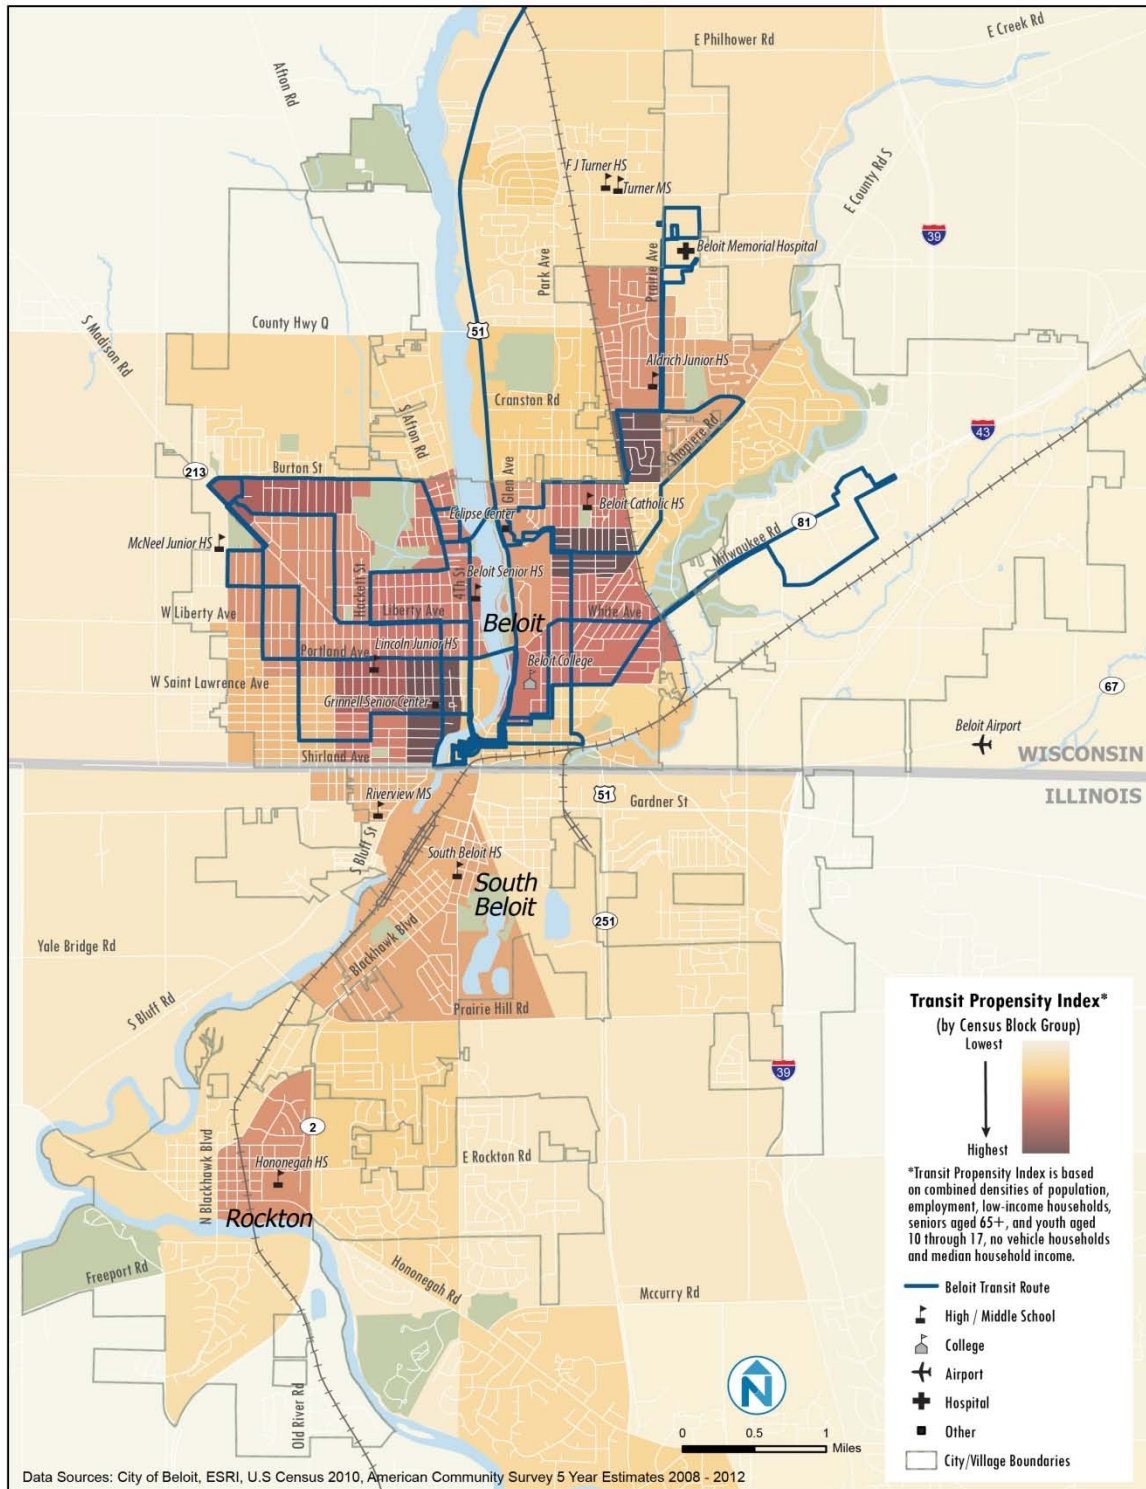 E Philhower Rd
E Creek Rd
Afton Rd
F J Turner HS
Turner MS
E County Rd S
39
Beloit Memorial Hospital
Park Ave
Prairie Ave
S Madison Rd
County Hwy Q
51
Aldrich Junior HS
Cranston Rd
S Afton Rd
43
Shopiere Rd
213
Burton St
Glen Ave
Beloit Catholic HS
Eclipse Center
81
Milwaukee Rd
McNeel Junior HS
Hackett St
4Th St
Beloit Senior HS
W Liberty Ave
Liberty Ave
White Ave
Beloit
Lincoln Junior HS
Portland Ave
Beloit College
W Saint Lawrence Ave
67
Grinnell Senior Center
Beloit Airport
Shirland Ave
WISCONSIN
ILLINOIS
Riverview MS
51
Gardner St
S Bluff St
South Beloit HS
South
Beloit
251
Yale Bridge Rd
Blackhawk Blvd
S Bluff Rd
Prairie Hill Rd
39
2
N Blackhawk Blvd
E Rockton Rd
Hononegah HS
Rockton
Freeport Rd
Hononegah Rd
Mccurry Rd
Old River Rd
Transit Propensity Index*
(by Census Block Group)
Lowest
Highest
*Transit Propensity Index is based
on combined densities of population,
employment, low-income households,
seniors aged 65+, and youth aged
10 through 17, no vehicle households
and median household income.
Beloit Transit Route
High / Middle School
College
Airport
Hospital
Other
City/Village Boundaries
N
0 0.5 1
Miles
Data Sources: City of Beloit, ESRI, U.S Census 2010, American Community Survey 5 Year Estimates 2008 - 2012